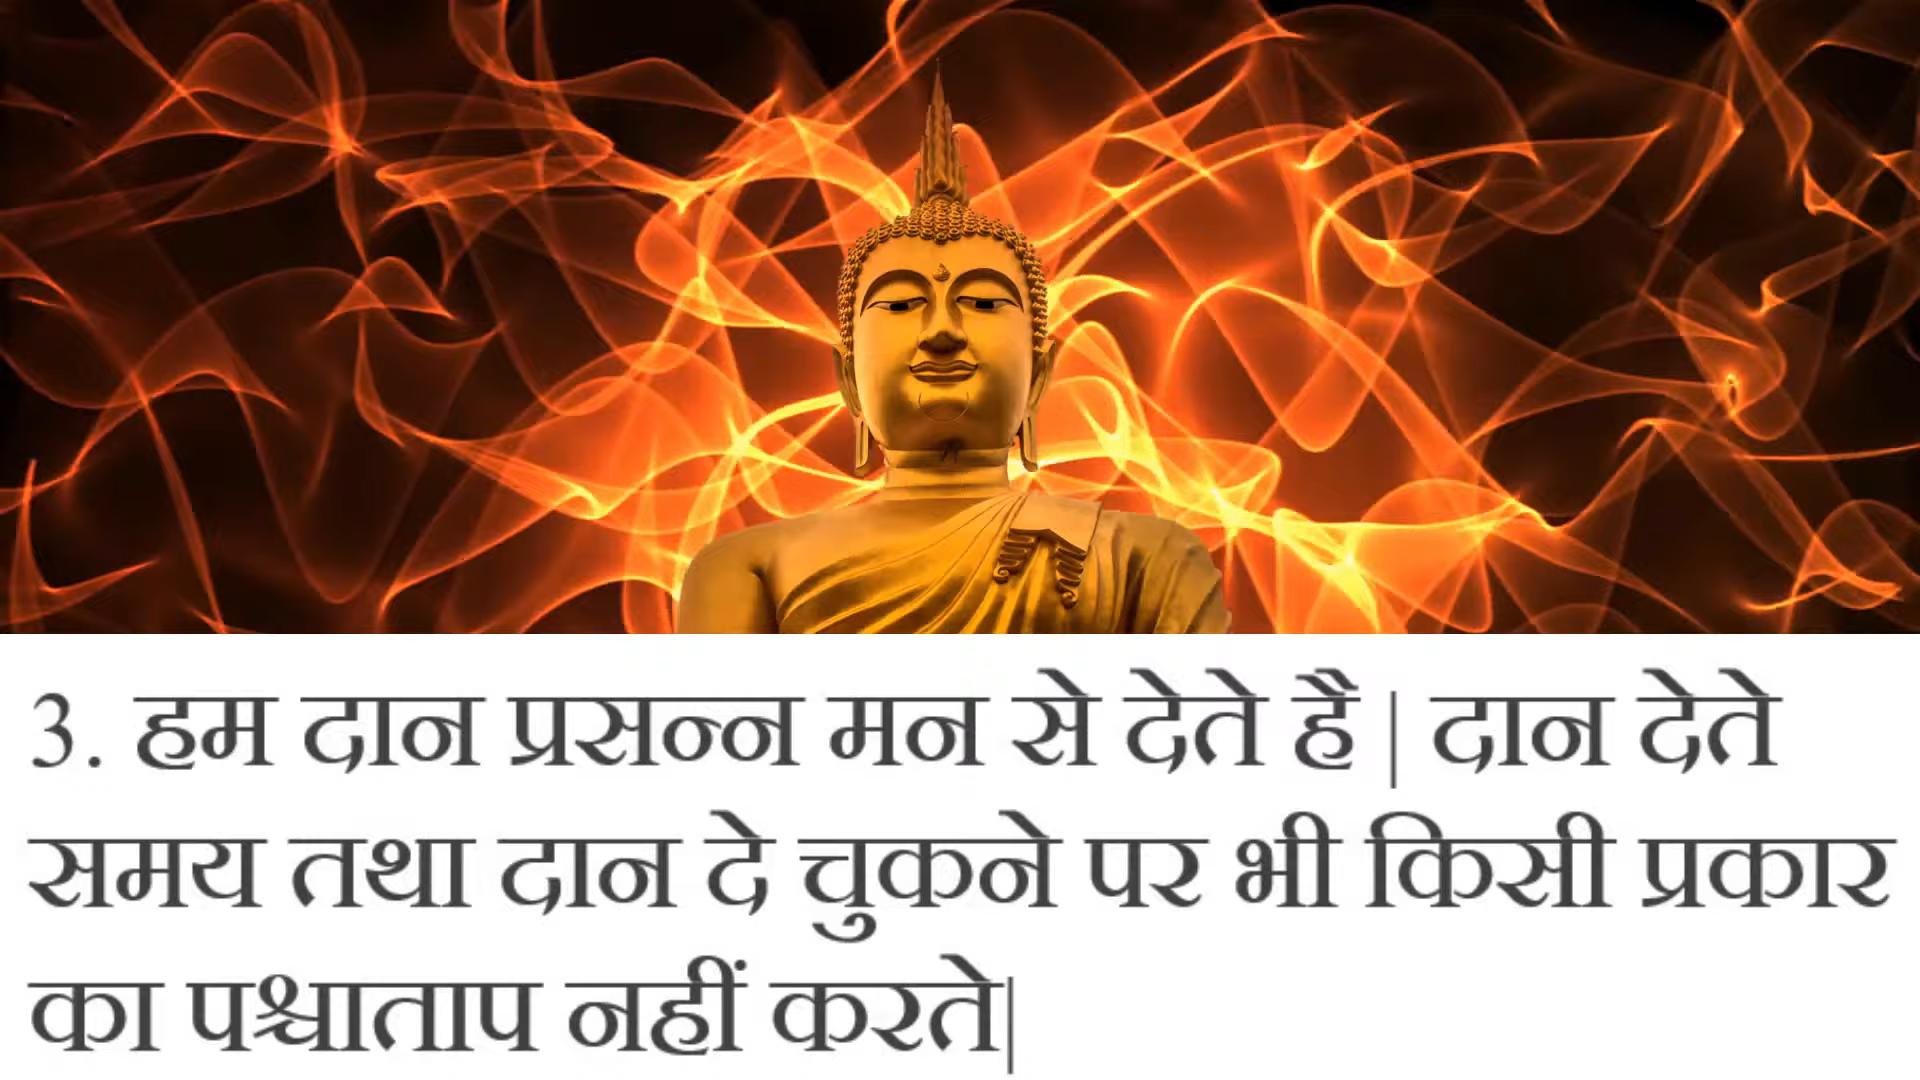 3. हम दान प्रसन्न मन से देते है | दान देते
समय तथा दान दे चुकने पर भी किसी प्रकार
का पश्चाताप नहीं करते|